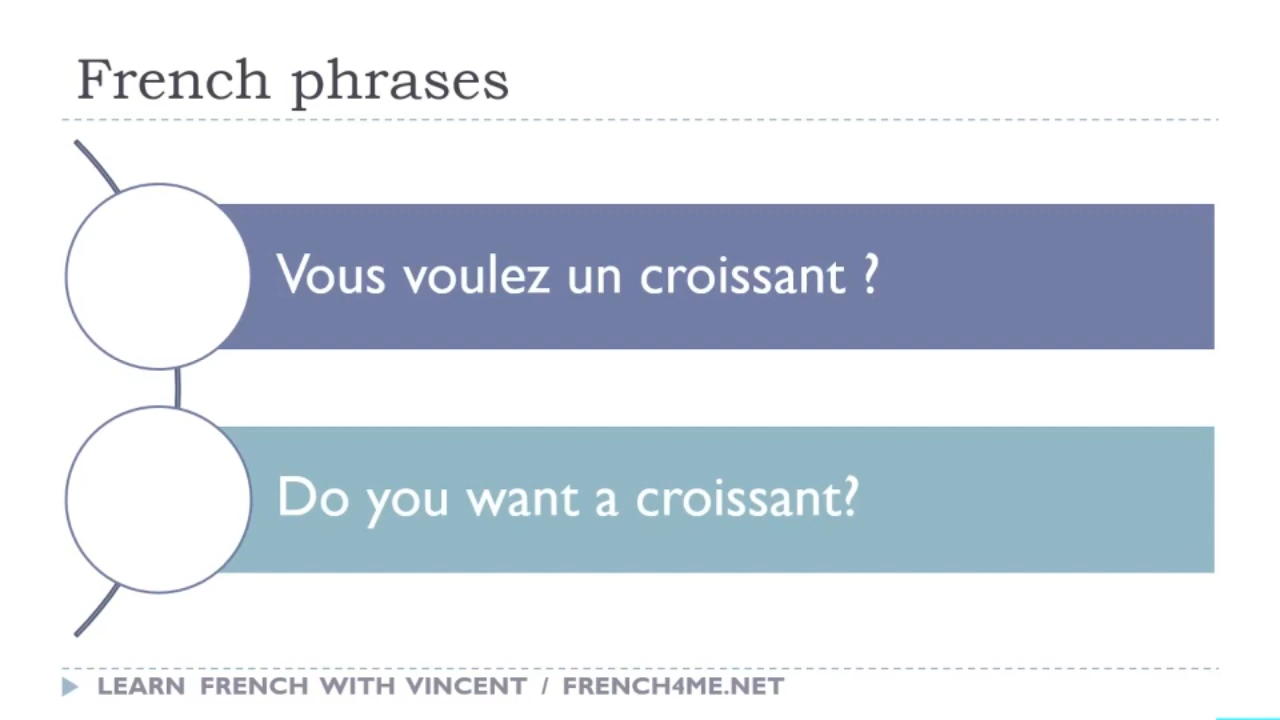 French phrases
Vous voulez un croissant ?
Do you want a croissant?
LEARN FRENCH WITH VINCENT / FRENCH4ME.NET